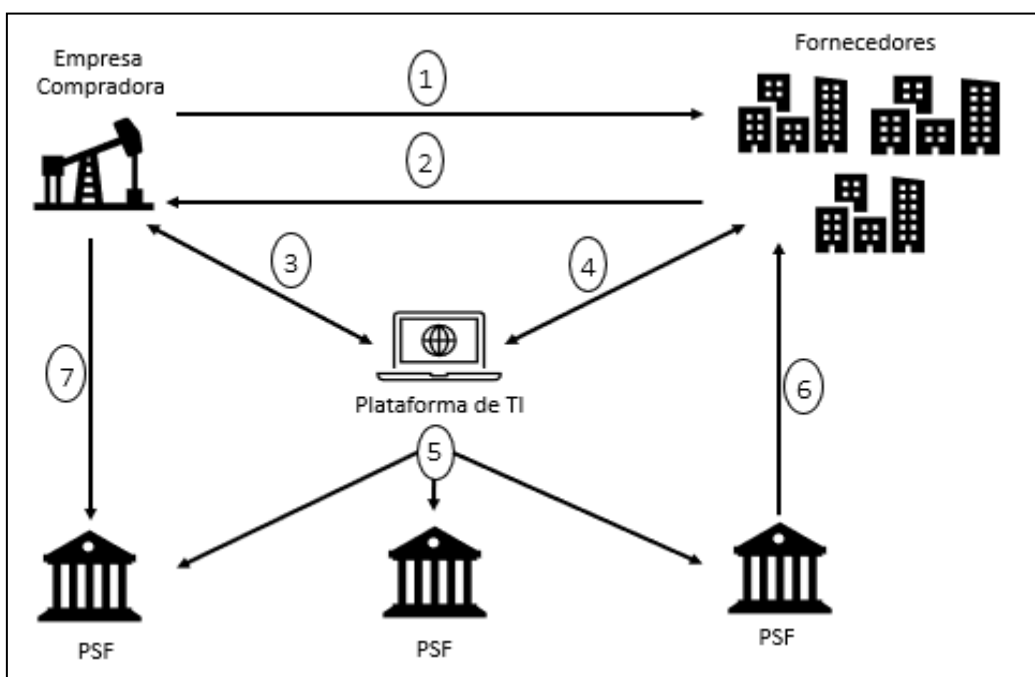 Empresa
Compradora
Fornecedores
1
2
3
4
Plataforma de TI
5
6
7
PSF
PSF
PSF